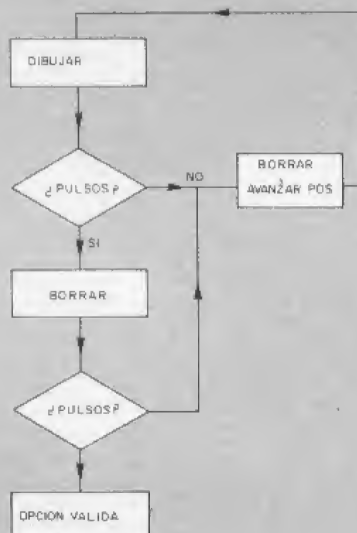 DIBUJAR
¿PULSOS?
NO
BORRAR
Y
AVANZAR POS
SI
BORRAR
¿PULSOS?
OPCION VALIDA